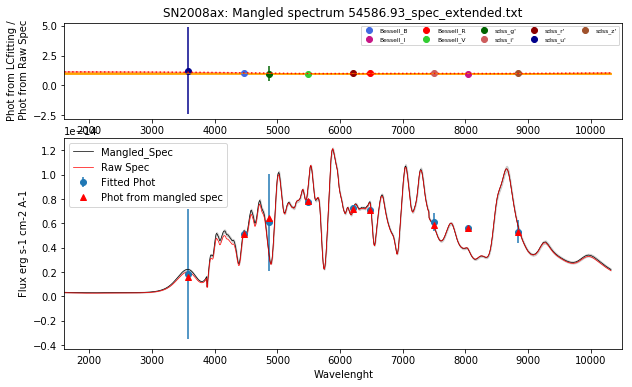 SN2008ax: Mangled spectrum 54586.93_spec_extended.txt
Phot from LCfitting /
Phot from Raw Spec
5.0
2.5
0.0
−2.5
Bessell_B
Bessell_I
Bessell_R
Bessell_V
sdss_g'
sdss_i'
sdss_r'
sdss_u'
sdss_z'
2000 3000 4000 5000 6000 7000 8000 9000 10000
1e−14
Flux erg s-1 cm-2 A-1
1.2
1.0
0.8
0.6
0.4
0.2
0.0
−0.2
−0.4
Mangled_Spec
Raw Spec
Fitted Phot
Phot from mangled spec
2000 3000 4000 5000 6000 7000 8000 9000 10000
Wavelenght